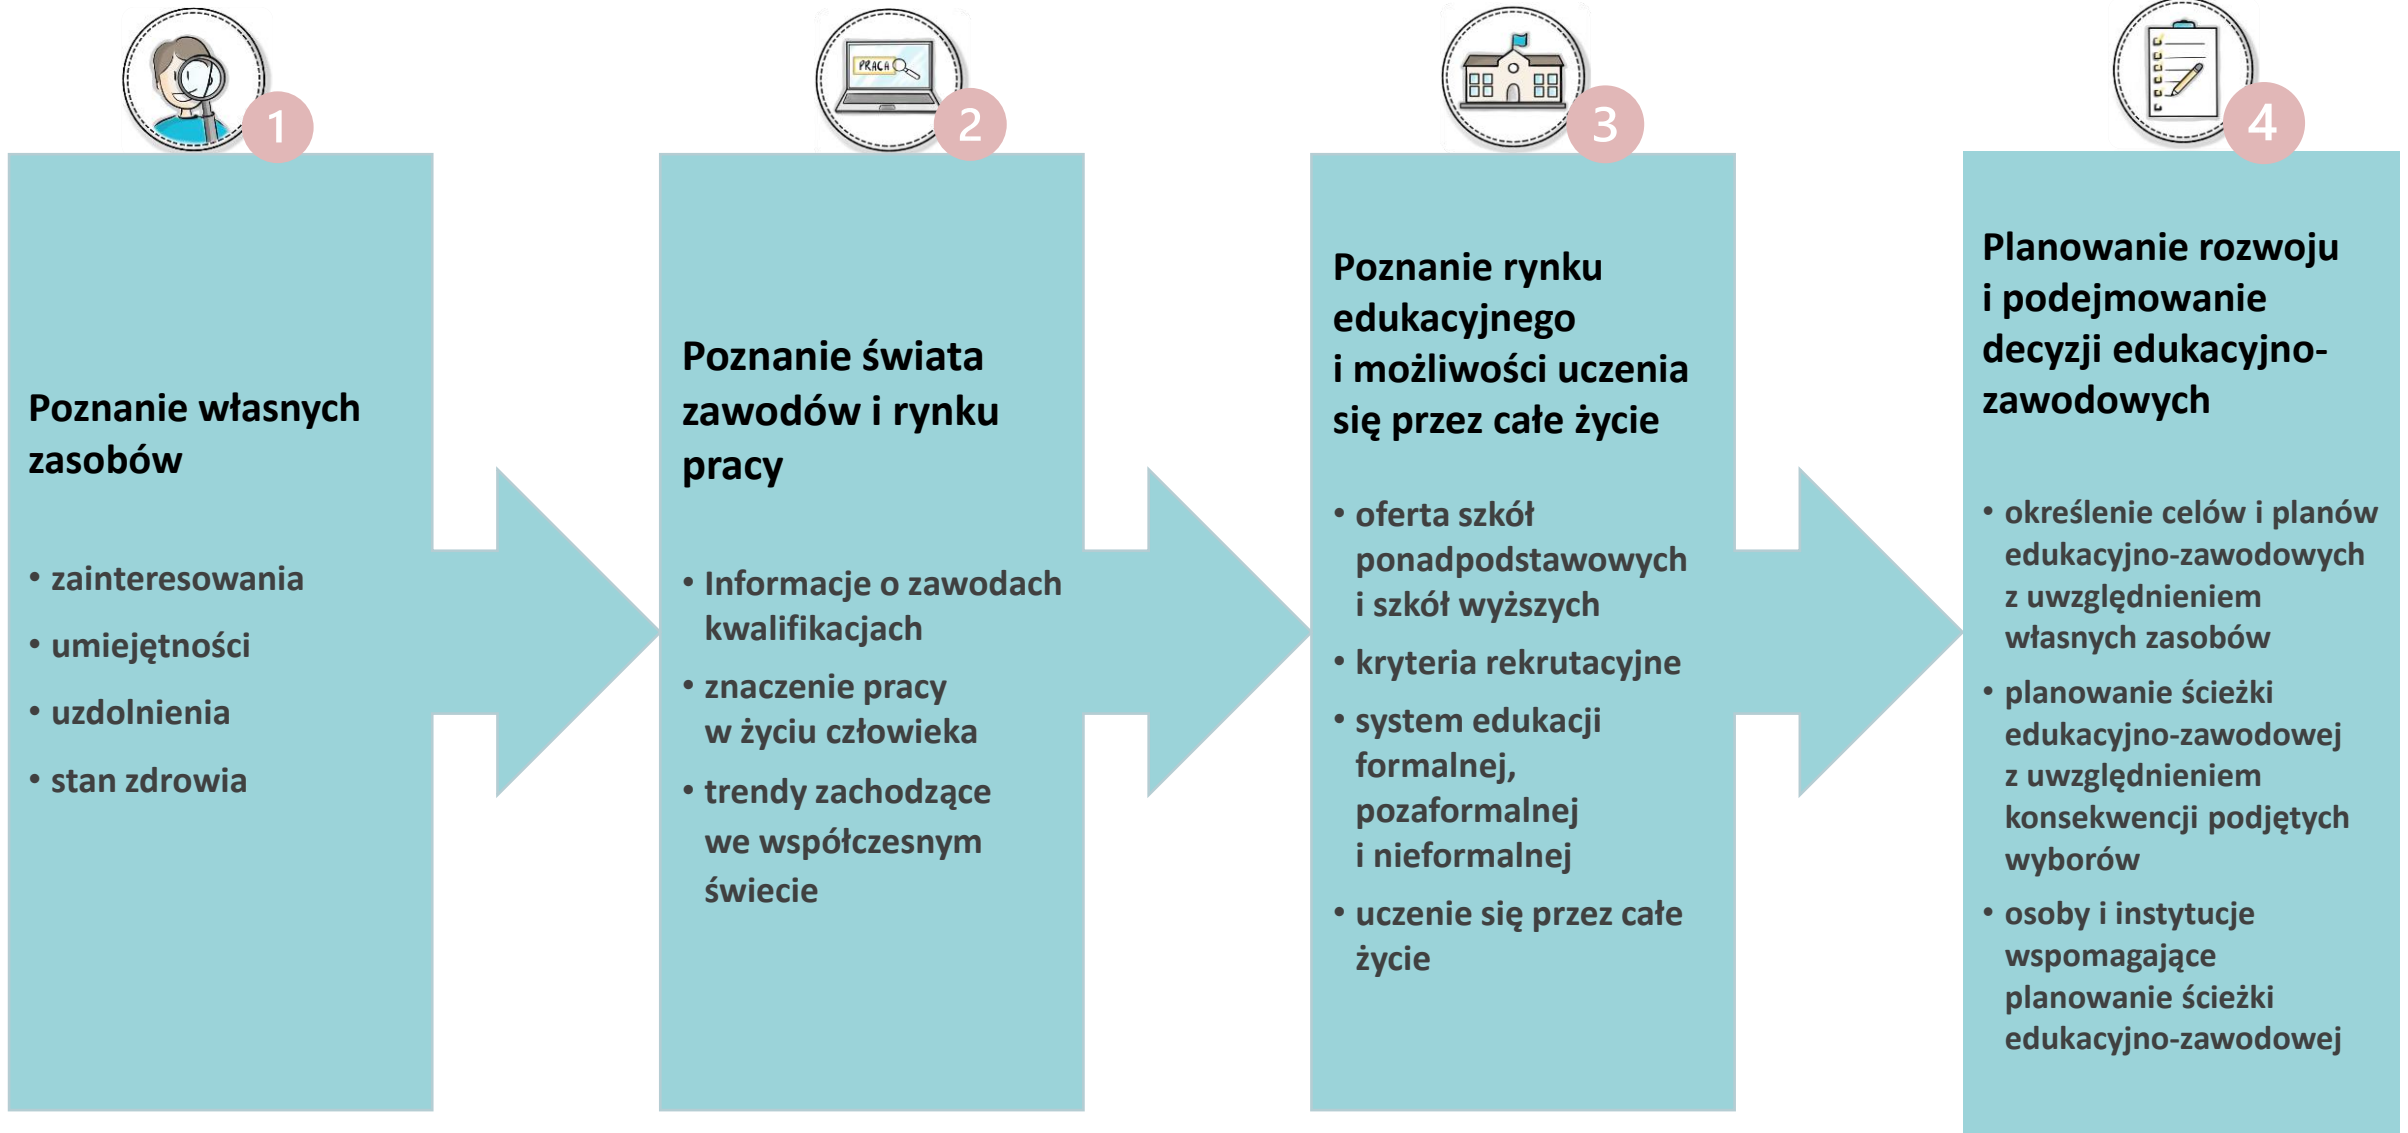 1
Poznanie własnych
zasobów
• zainteresowania
• umiejętności
• uzdolnienia
• stan zdrowia
PRACA
2
Poznanie świata
zawodów i rynku
pracy
• Informacje o zawodach
kwalifikacjach
• znaczenie pracy
w życiu człowieka
• trendy zachodzące
we współczesnym
świecie
3
Poznanie rynku
edukacyjnego
i możliwości uczenia
się przez całe życie
• oferta szkół
ponadpodstawowych
i szkół wyższych
• kryteria rekrutacyjne
• system edukacji
formalnej,
pozaformalnej
i nieformalnej
• uczenie się przez całe
życie
4
Planowanie rozwoju
i podejmowanie
decyzji edukacyjno-
zawodowych
• określenie celów i planów
edukacyjno-zawodowych
z uwzględnieniem
własnych zasobów
• planowanie ścieżki
edukacyjno-zawodowej
z uwzględnieniem
konsekwencji podjętych
wyborów
• osoby i instytucje
wspomagające
planowanie ścieżki
edukacyjno-zawodowej